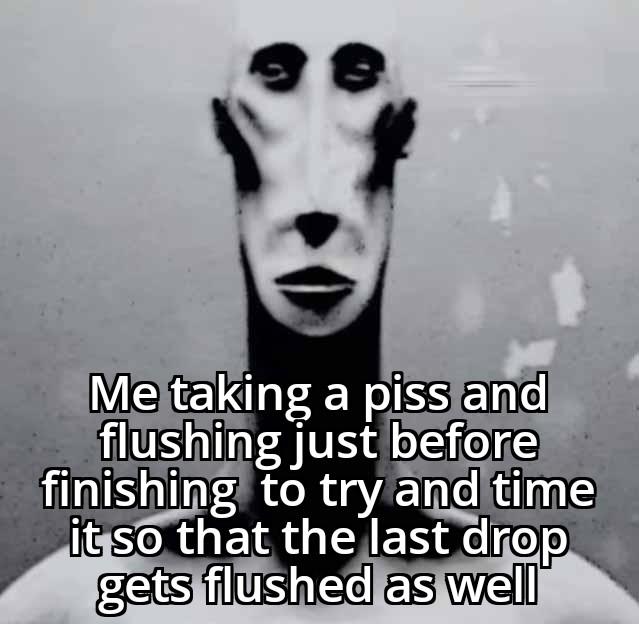 Me taking a piss and
flushing just before
finishing  to try and time
it so that the last drop
gets flushed as well